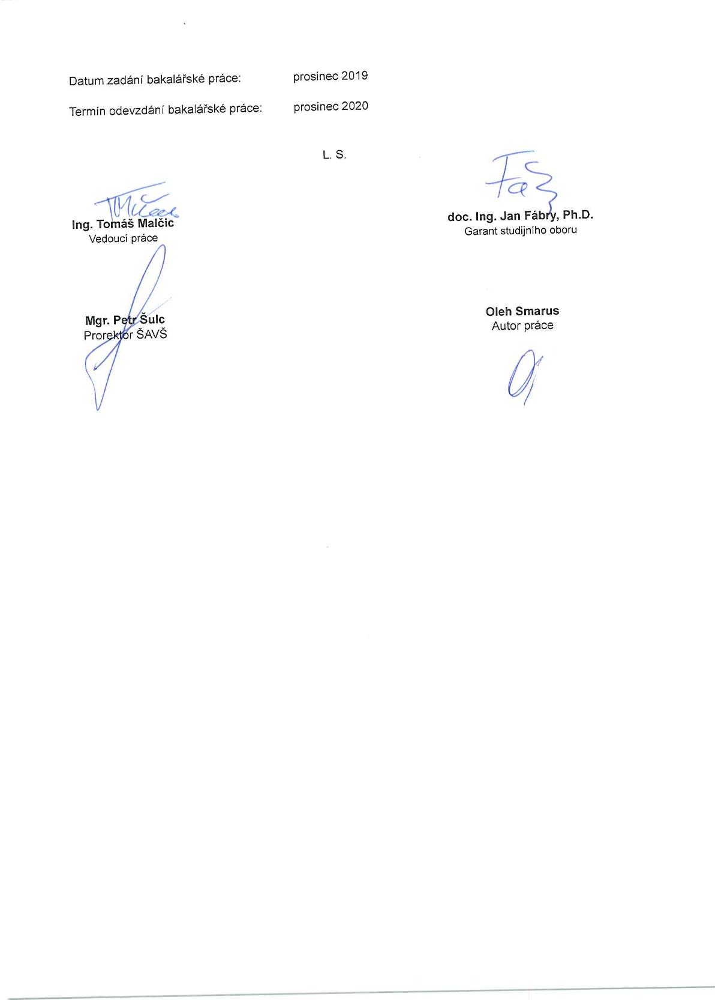 Datum zadání bakalářské práce: prosinec 2019
Termín odevzdání bakalářské práce: prosinec 2020
L. S.
Ing. Tomáš Malčic
Vedoucí práce
doc. Ing. Jan Fábry, Ph.D.
Garant studijního oboru
Mgr. Petr Šulc
Prorektor ŠAVŠ
Oleh Smarus
Autor práce